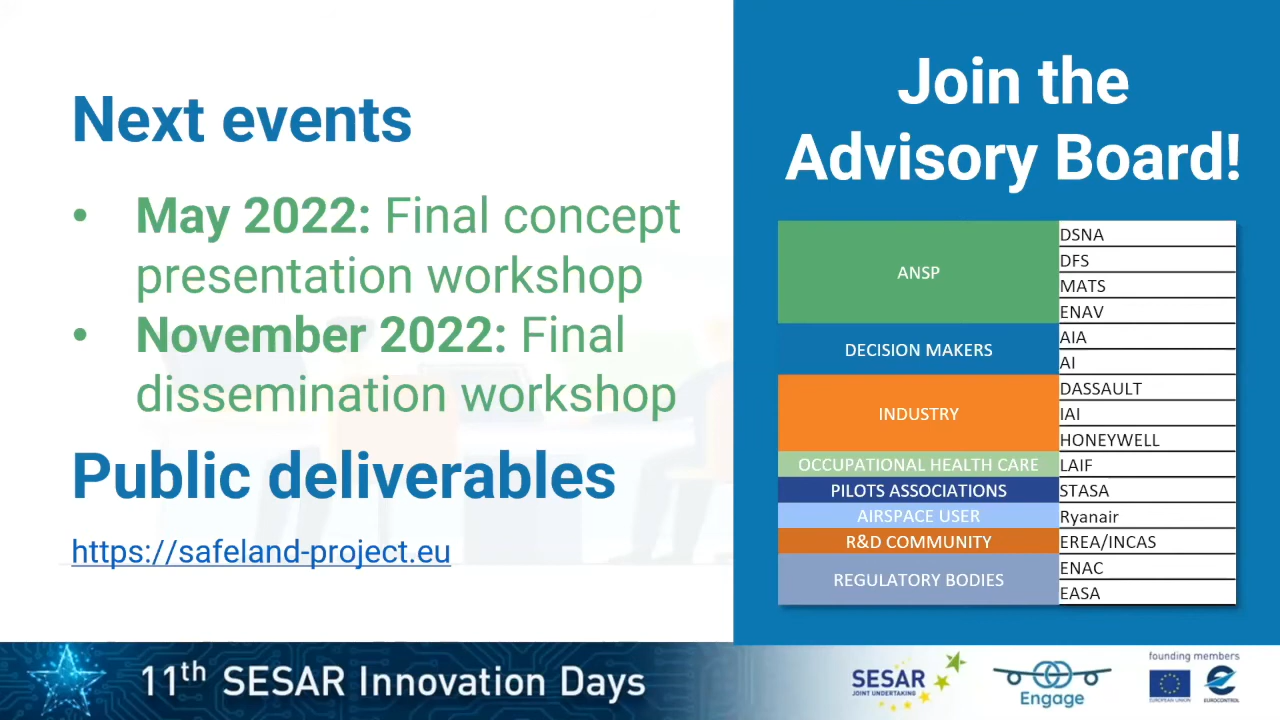 Next events
• May 2022: Final concept
presentation workshop
• November 2022: Final
dissemination workshop
Public deliverables
https://safeland-project.eu
Join the
Advisory Board!
ANSP
DSNA
DFS
MATS
ENAV
DECISION MAKERS
AIA
AI
INDUSTRY
DASSAULT
IAI
HONEYWELL
OCCUPATIONAL HEALTH CARE
LAIF
PILOTS ASSOCIATIONS
STASA
AIRSPACE USER
Ryanair
R&D COMMUNITY
EREA/INCAS
REGULATORY BODIES
ENAC
EASA
11th SESAR Innovation Days
SESAR
JOINT UNDERTAKING
Engage
founding members
EUROPEAN UNION
EUROCONTROL